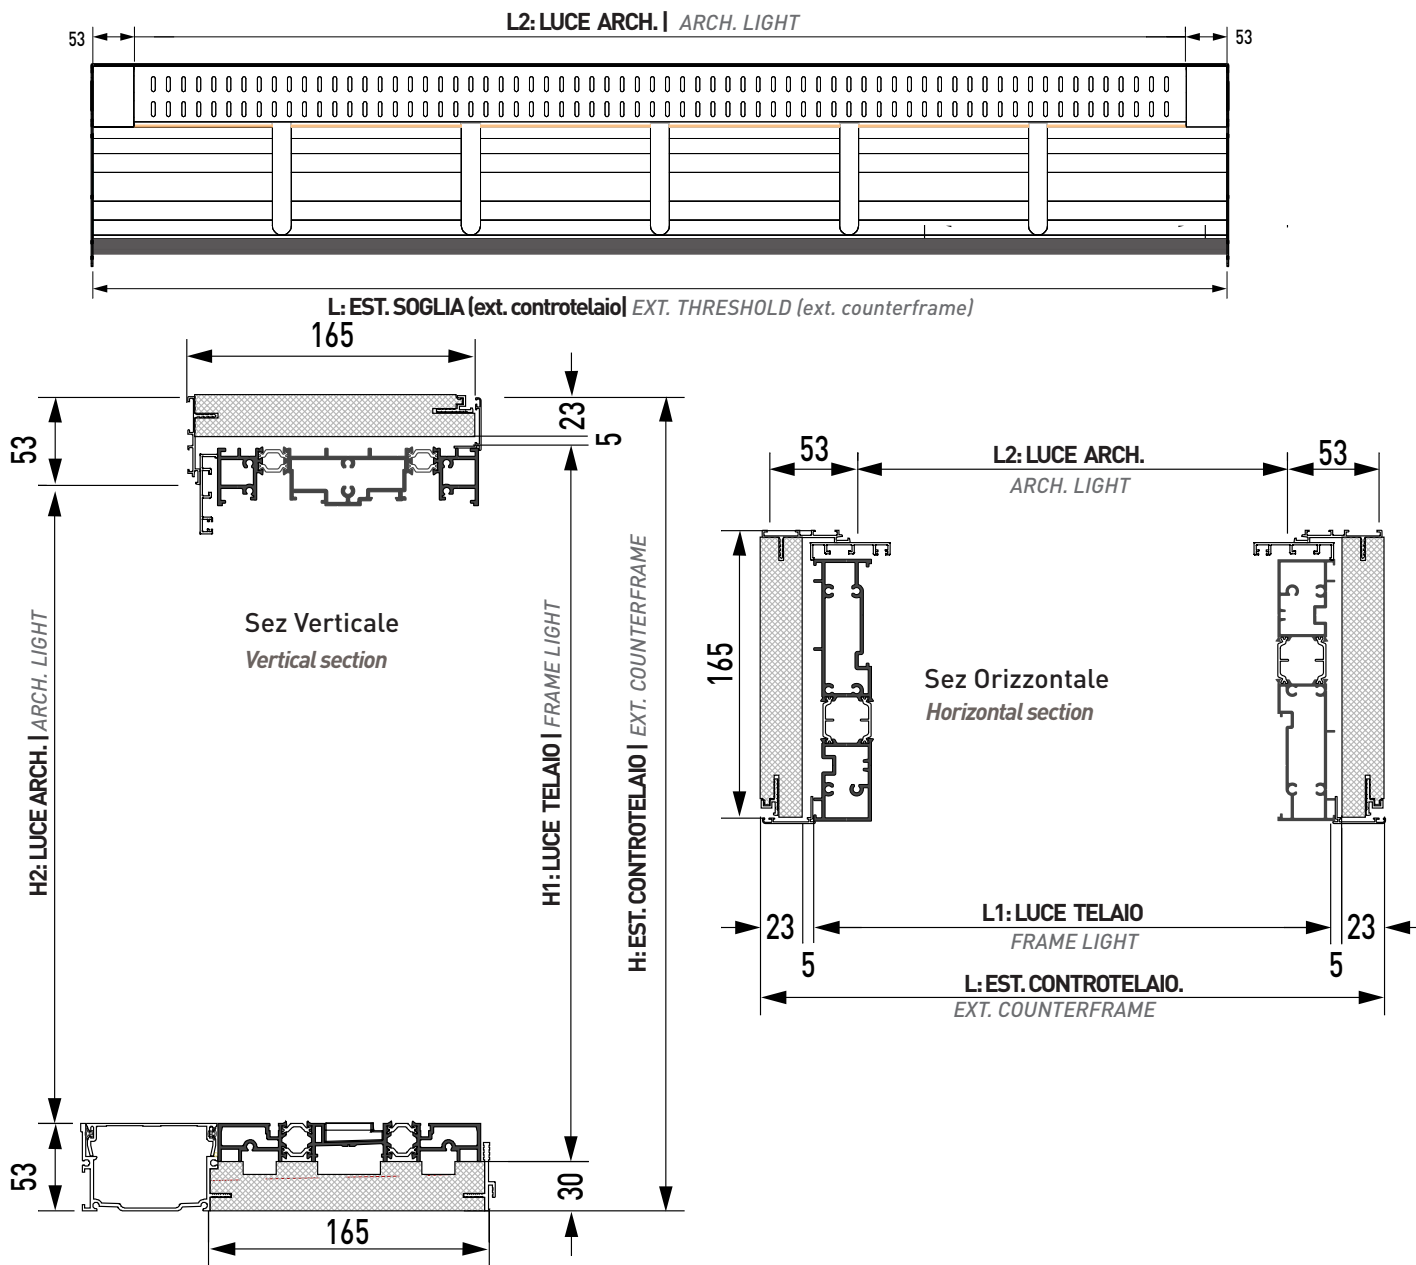 L2: LUCE ARCH. | ARCH. LIGHT
53
53
L: EST. SOGLIA (ext. controtelaio| EXT. THRESHOLD (ext. counterframe)
165
53
23
5
H2: LUCE ARCH. | ARCH. LIGHT
Sez Verticale
Vertical section
H1: LUCE TELAIO | FRAME LIGHT
H: EST. CONTROTELAIO | EXT. COUNTERFRAME
53
30
165
53
L2: LUCE ARCH.
ARCH. LIGHT
53
165
Sez Orizzontale
Horizontal section
23
L1: LUCE TELAIO
FRAME LIGHT
23
5
5
L: EST. CONTROTELAIO.
EXT. COUNTERFRAME